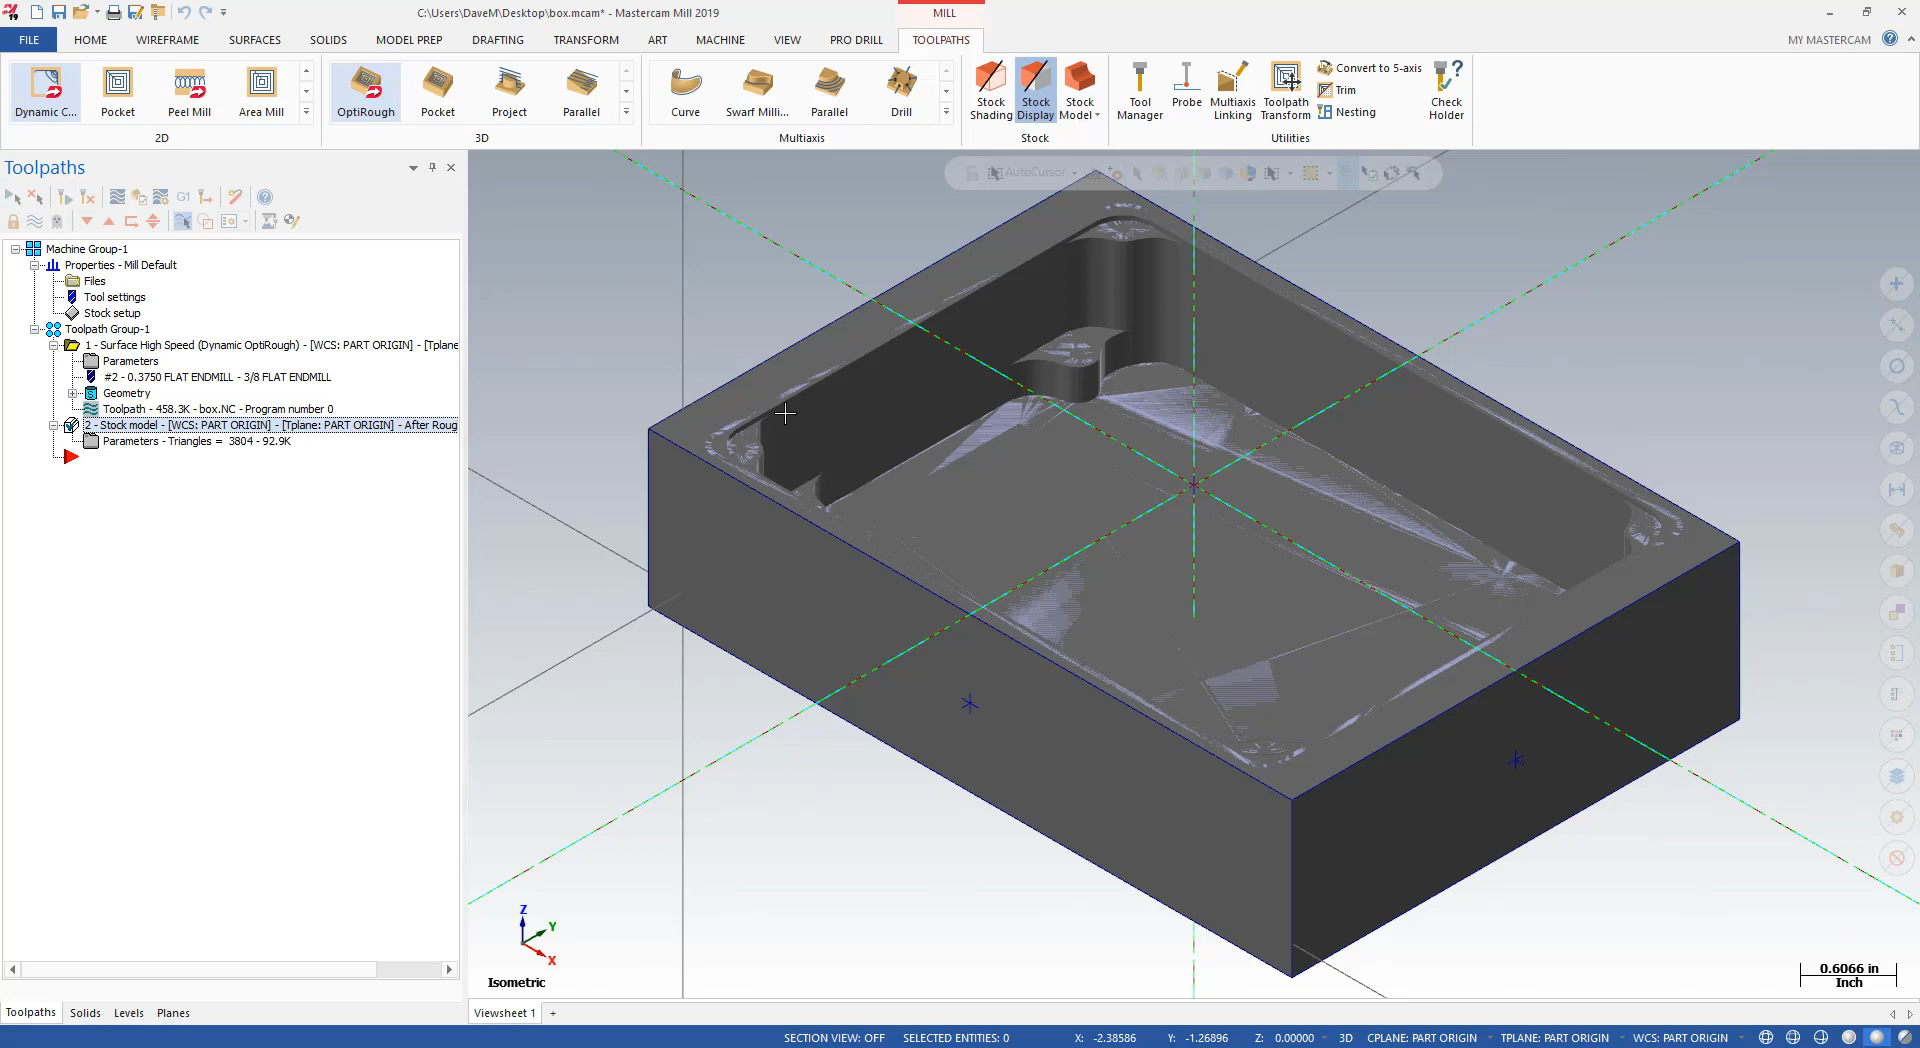 C:\Users\DaveM\Desktop\box.mcam* - Mastercam Mill 2019
MILL
FILE HOME WIREFRAME SURFACES SOLIDS MODEL PREP DRAFTING TRANSFORM ART MACHINE VIEW PRO DRILL TOOLPATHS MY MASTERCAM
Dynamic C... Pocket Peel Mill Area Mill
2D
OptiRough Pocket Project Parallel
3D
Curve Swarf Milli... Parallel Drill
Multiaxis
Stock Shading
Stock Display
Stock Model
Stock
Tool Manager
Probe
Multiaxis Linking
Toolpath Transform
Convert to 5-axis
Trim
Nesting
Check Holder
Utilities
Toolpaths
G1
AutoCursor
Machine Group-1
Properties - Mill Default
Files
Tool settings
Stock setup
Toolpath Group-1
1 - Surface High Speed (Dynamic OptiRough) - [WCS: PART ORIGIN] - [Tplane
Parameters
#2 - 0.3750 FLAT ENDMILL - 3/8 FLAT ENDMILL
Geometry
Toolpath - 458.3K - box.NC - Program number 0
2 - Stock model - [WCS: PART ORIGIN] - [Tplane: PART ORIGIN] - After Roug
Parameters - Triangles = 3804 - 92.9K
Z
Y
X
Isometric
0.6066 in
Inch
Toolpaths Solids Levels Planes
Viewsheet 1 +
SECTION VIEW: OFF SELECTED ENTITIES: 0 X: -2.38586 Y: -1.26896 Z: 0.00000 3D CPLANE: PART ORIGIN TPLANE: PART ORIGIN WCS: PART ORIGIN